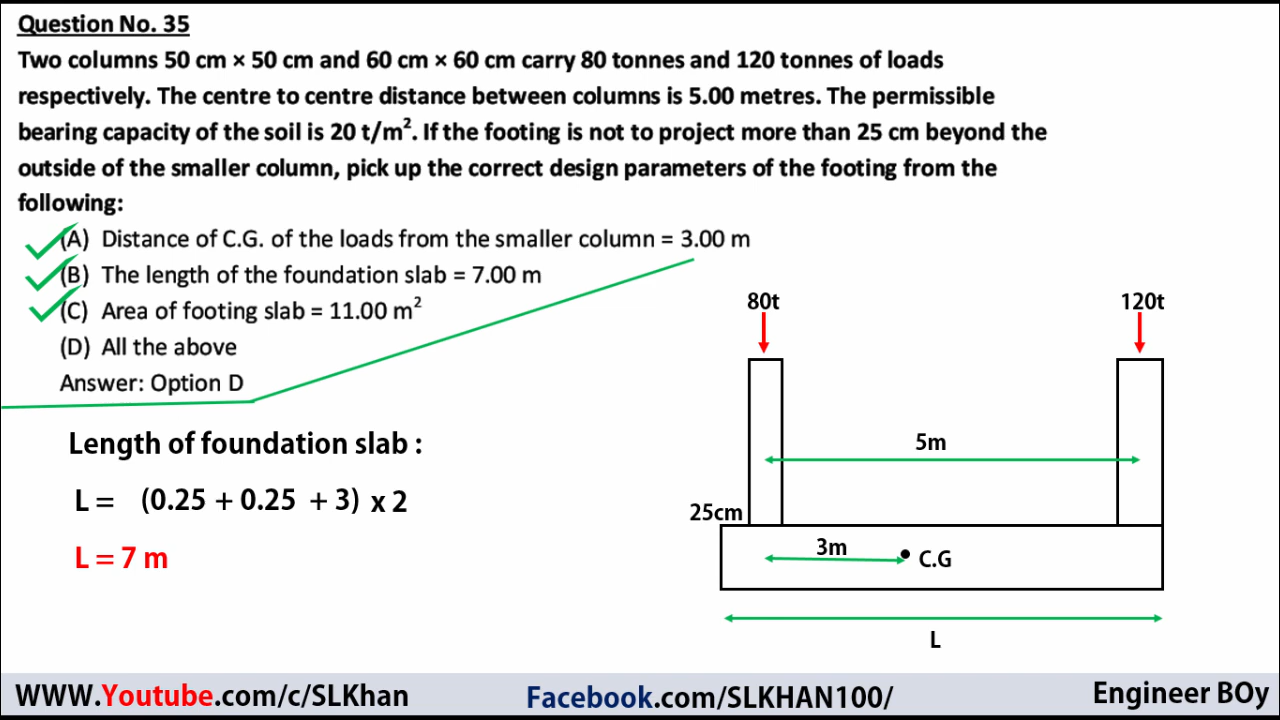 Question No. 35
Two columns 50 cm × 50 cm and 60 cm × 60 cm carry 80 tonnes and 120 tonnes of loads
respectively. The centre to centre distance between columns is 5.00 metres. The permissible
bearing capacity of the soil is 20 t/m². If the footing is not to project more than 25 cm beyond the
outside of the smaller column, pick up the correct design parameters of the footing from the
following:
(A) Distance of C.G. of the loads from the smaller column = 3.00 m
(B) The length of the foundation slab = 7.00 m
(C) Area of footing slab = 11.00 m²
(D) All the above
Answer: Option D
Length of foundation slab :
L = (0.25 + 0.25 + 3) x 2
L = 7 m
80t
120t
5m
25cm
3m
C.G
L
WWW.Youtube.com/c/SLKhan
Facebook.com/SLKHAN100/
Engineer BOy